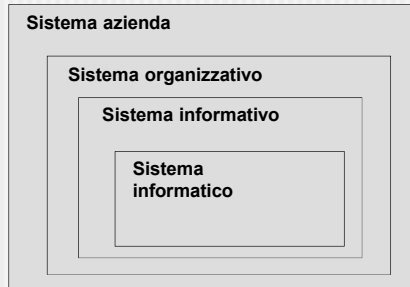 Sistema azienda
Sistema organizzativo
Sistema informativo
Sistema
informatico